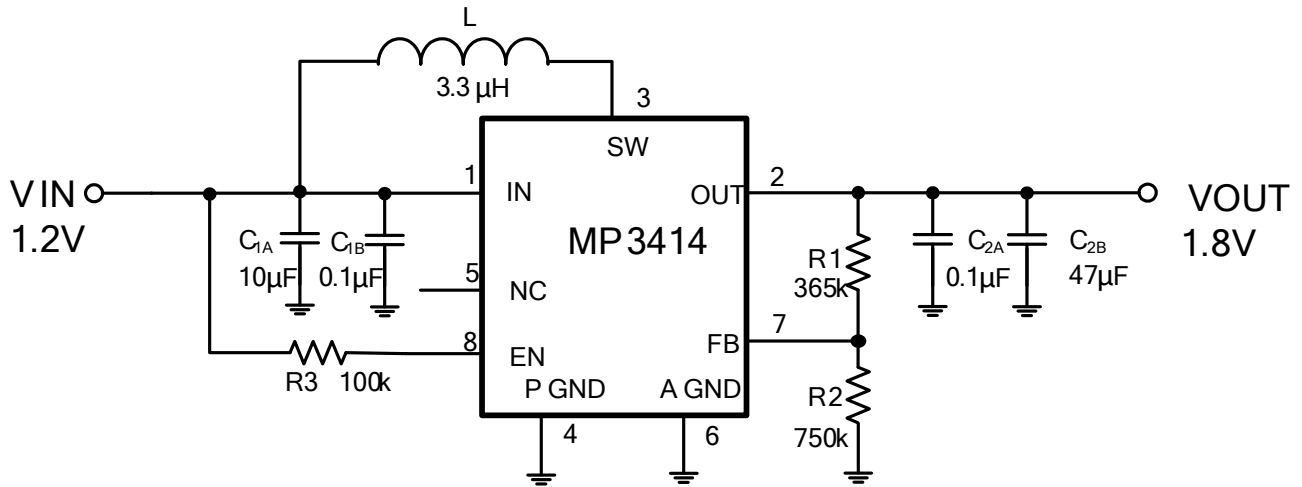 L
3.3 µH
3
SW
VIN
1.2V
1
IN
2
OUT
VOUT
1.8V
MP3414
C1A
10µF
C1B
0.1µF
5
NC
R1
365k
C2A
0.1µF
C2B
47µF
7
FB
8
EN
R3
100k
P GND
A GND
R2
750k
4
6